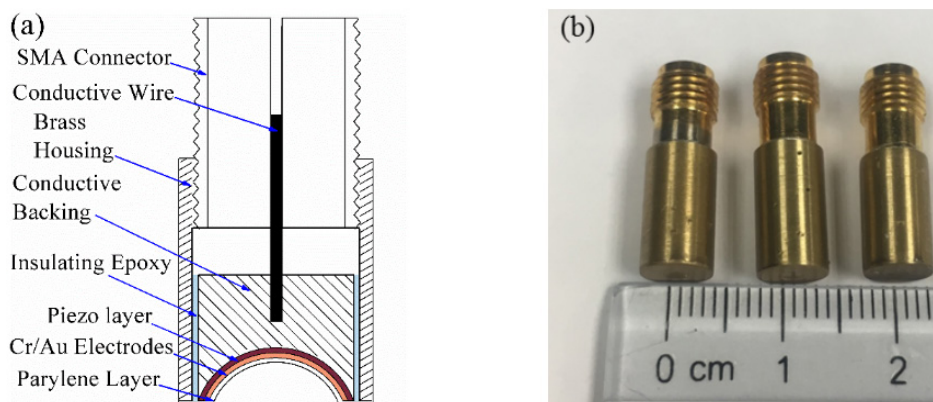 (a)
SMA Connector
Conductive Wire
Brass
Housing
Conductive
Backing
Insulating Epoxy
Piezo layer
Cr/Au Electrodes
Parylene Layer
(b)
0 cm 1 2